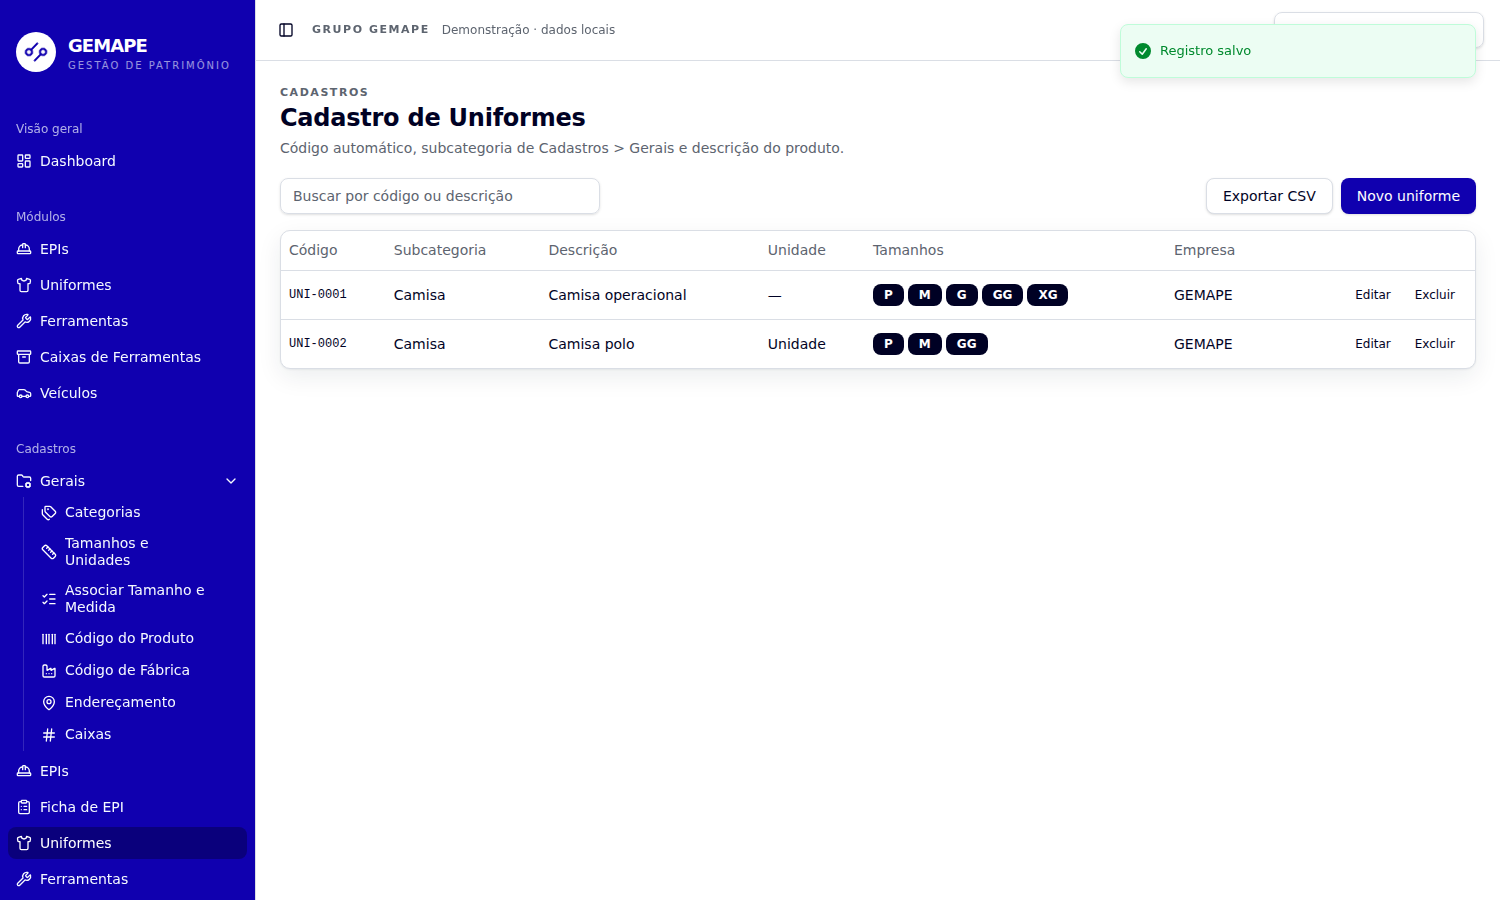 GEMAPE
GESTÃO DE PATRIMÔNIO
Visão geral
Dashboard
Módulos
EPIs
Uniformes
Ferramentas
Caixas de Ferramentas
Veículos
Cadastros
Gerais
Categorias
Tamanhos e
Unidades
Associar Tamanho e
Medida
Código do Produto
Código de Fábrica
Endereçamento
Caixas
EPIs
Ficha de EPI
Uniformes
Ferramentas
GRUPO GEMAPE Demonstração · dados locais
Registro salvo
CADASTROS
Cadastro de Uniformes
Código automático, subcategoria de Cadastros > Gerais e descrição do produto.
Buscar por código ou descrição
Exportar CSV
Novo uniforme
Código Subcategoria Descrição Unidade Tamanhos Empresa
UNI-0001 Camisa Camisa operacional — P M G GG XG GEMAPE Editar Excluir
UNI-0002 Camisa Camisa polo Unidade P M GG GEMAPE Editar Excluir